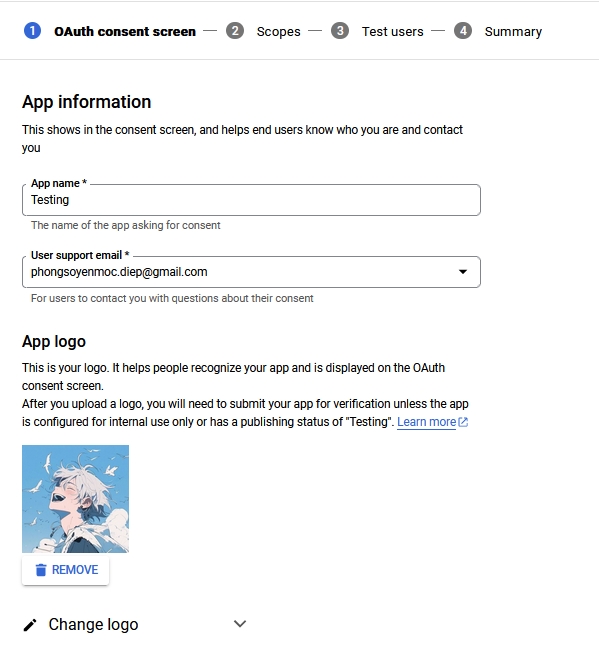 1 OAuth consent screen — 2 Scopes — 3 Test users — 4 Summary
App information
This shows in the consent screen, and helps end users know who you are and contact
you
App name *
Testing
The name of the app asking for consent
User support email *
phongsoyenmoc.diep@gmail.com
For users to contact you with questions about their consent
App logo
This is your logo. It helps people recognize your app and is displayed on the OAuth
consent screen.
After you upload a logo, you will need to submit your app for verification unless the app
is configured for internal use only or has a publishing status of "Testing". Learn more
REMOVE
Change logo